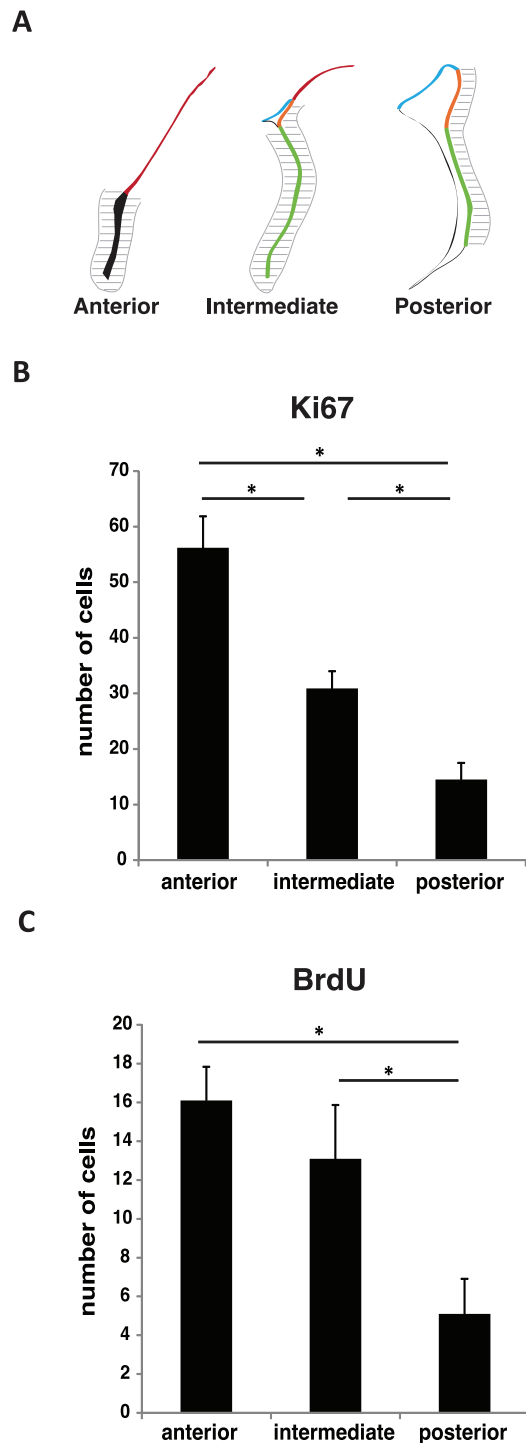 A
Anterior Intermediate Posterior
B
Ki67
* 
* *
70
60
50
40
30
20
10
0
number of cells
anterior intermediate posterior
C
BrdU
*
*
20
18
16
14
12
10
8
6
4
2
0
number of cells
anterior intermediate posterior